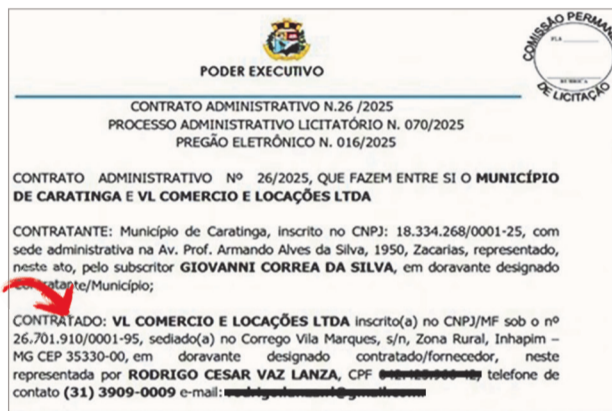 COMISSÃO PERMA
FLS
DE LICITAÇÃO
PODER EXECUTIVO
CONTRATO ADMINISTRATIVO N.26 /2025
PROCESSO ADMINISTRATIVO LICITATÓRIO N. 070/2025
PREGÃO ELETRÔNICO N. 016/2025
CONTRATO ADMINISTRATIVO Nº 26/2025, QUE FAZEM ENTRE SI O MUNICÍPIO
DE CARATINGA E VL COMERCIO E LOCAÇÕES LTDA
CONTRATANTE: Município de Caratinga, inscrito no CNPJ: 18.334.268/0001-25, com
sede administrativa na Av. Prof. Armando Alves da Silva, 1950, Zacarias, representado,
neste ato, pelo subscritor GIOVANNI CORREA DA SILVA, em doravante designado
contratante/Município;
CONTRATADO: VL COMERCIO E LOCAÇÕES LTDA inscrito(a) no CNPJ/MF sob o nº
26.701.910/0001-95, sediado(a) no Corrego Vila Marques, s/n, Zona Rural, Inhapim –
MG CEP 35330-00, em doravante designado contratado/fornecedor, neste
representada por RODRIGO CESAR VAZ LANZA, CPF telefone de
contato (31) 3909-0009 e-mail: